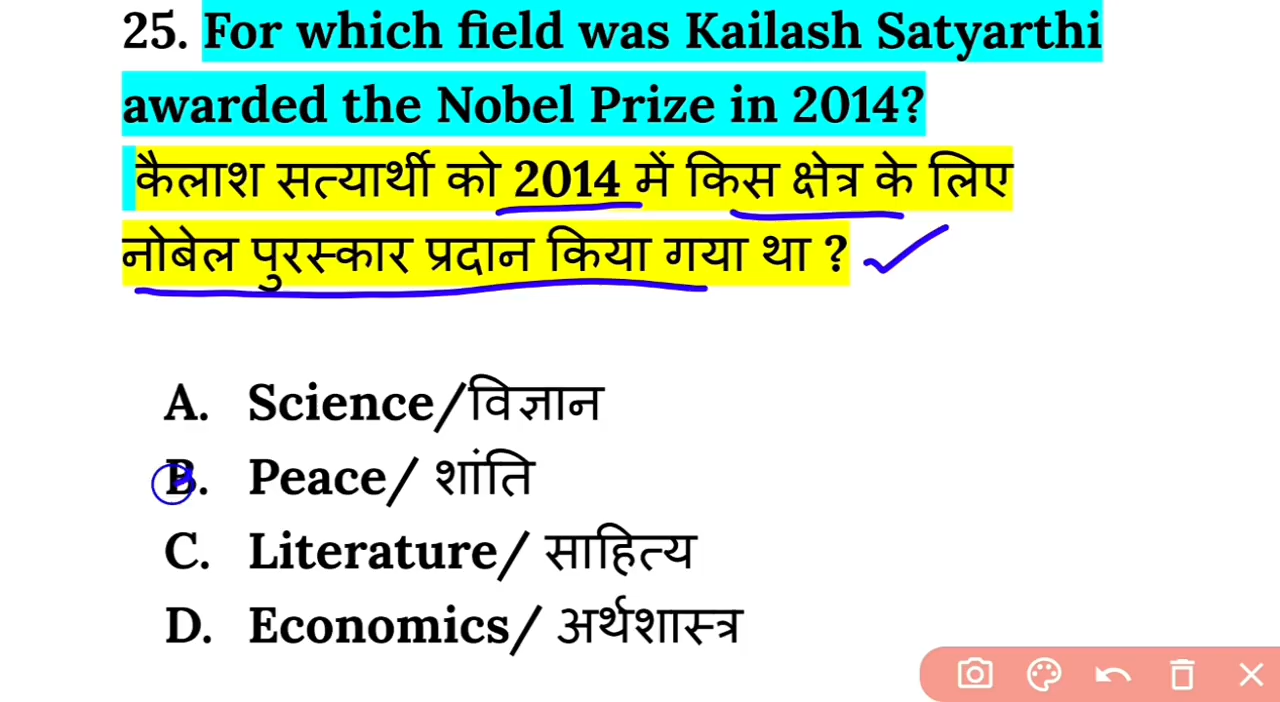 25. For which field was Kailash Satyarthi
awarded the Nobel Prize in 2014?
कैलाश सत्यार्थी को 2014 में किस क्षेत्र के लिए
नोबेल पुरस्कार प्रदान किया गया था ?
A. Science/विज्ञान
B. Peace/ शांति
C. Literature/ साहित्य
D. Economics/ अर्थशास्त्र